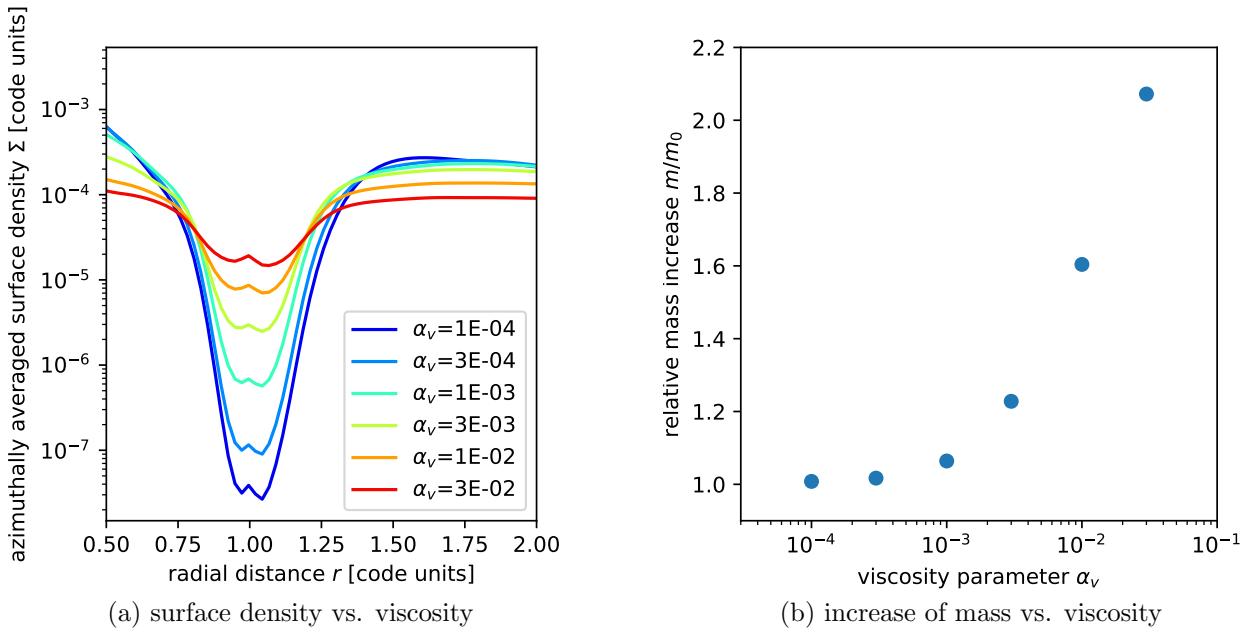 azimuthally averaged surface density Σ [code units]
10⁻³
10⁻⁴
10⁻⁵
10⁻⁶
10⁻⁷
α_v=1E-04
α_v=3E-04
α_v=1E-03
α_v=3E-03
α_v=1E-02
α_v=3E-02
0.50 0.75 1.00 1.25 1.50 1.75 2.00
radial distance r [code units]
(a) surface density vs. viscosity
relative mass increase m/m₀
2.2
2.0
1.8
1.6
1.4
1.2
1.0
10⁻⁴ 10⁻³ 10⁻² 10⁻¹
viscosity parameter α_v
(b) increase of mass vs. viscosity